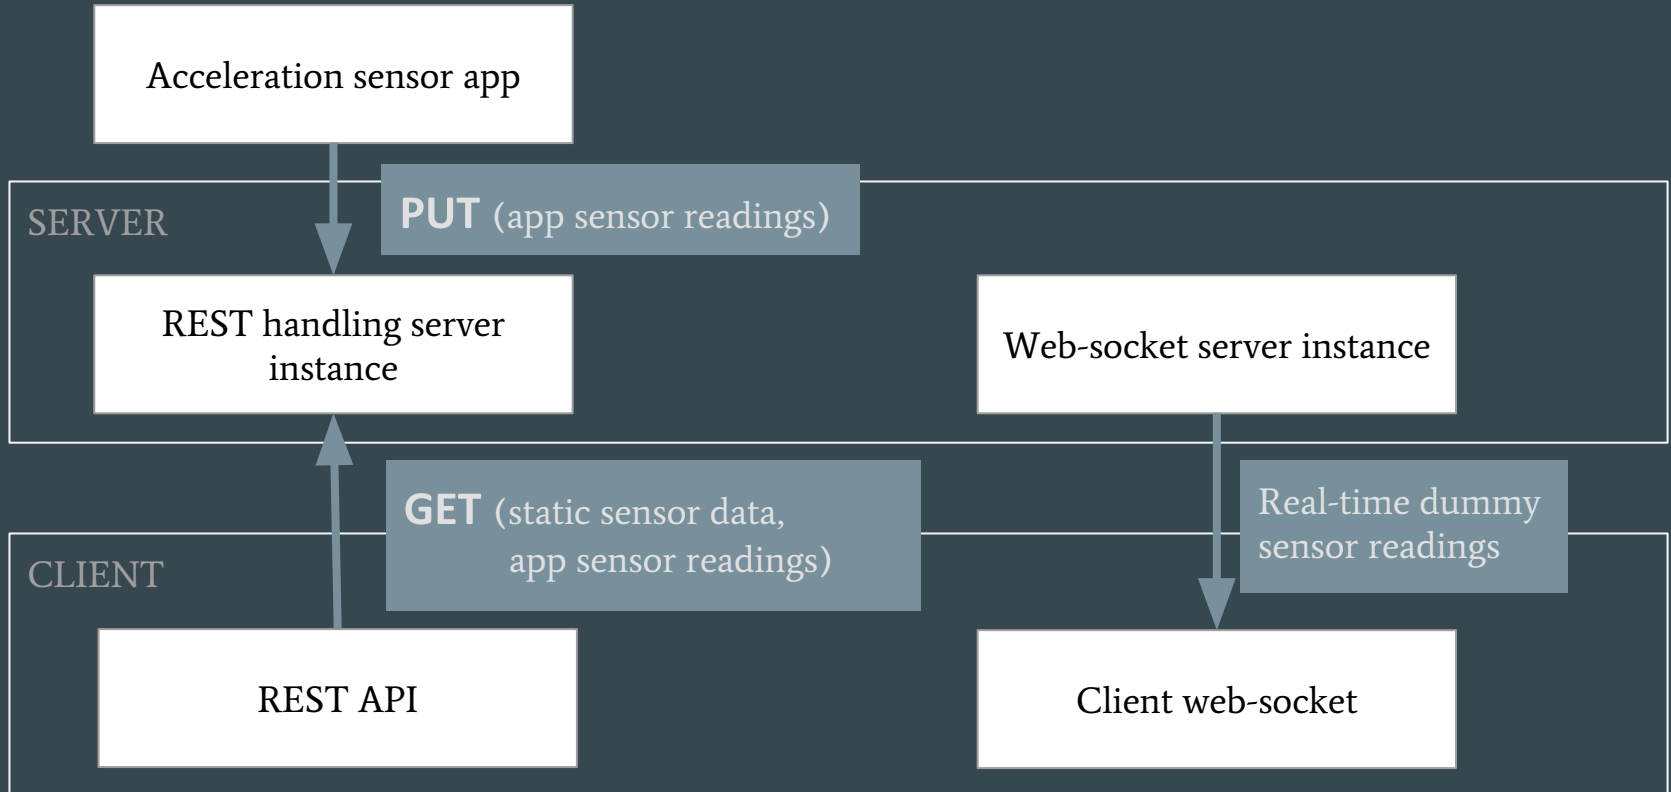 Acceleration sensor app
PUT (app sensor readings)
SERVER
REST handling server
instance
Web-socket server instance
GET (static sensor data,
app sensor readings)
Real-time dummy
sensor readings
CLIENT
REST API
Client web-socket